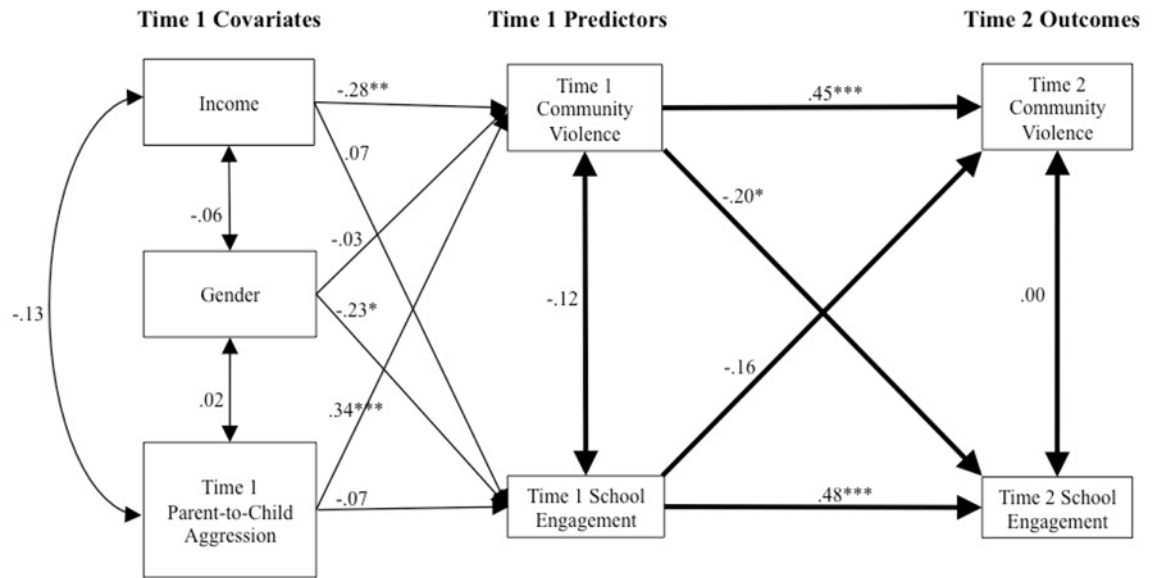 Time 1 Covariates
Time 1 Predictors
Time 2 Outcomes
Income
-.28**
Time 1
Community
Violence
.45***
Time 2
Community
Violence
.07
-.06
-.03
-.20*
Gender
-.23*
-.12
.00
-.13
-.16
.02
.34***
Time 1
Parent-to-Child
Aggression
-.07
Time 1 School
Engagement
.48***
Time 2 School
Engagement